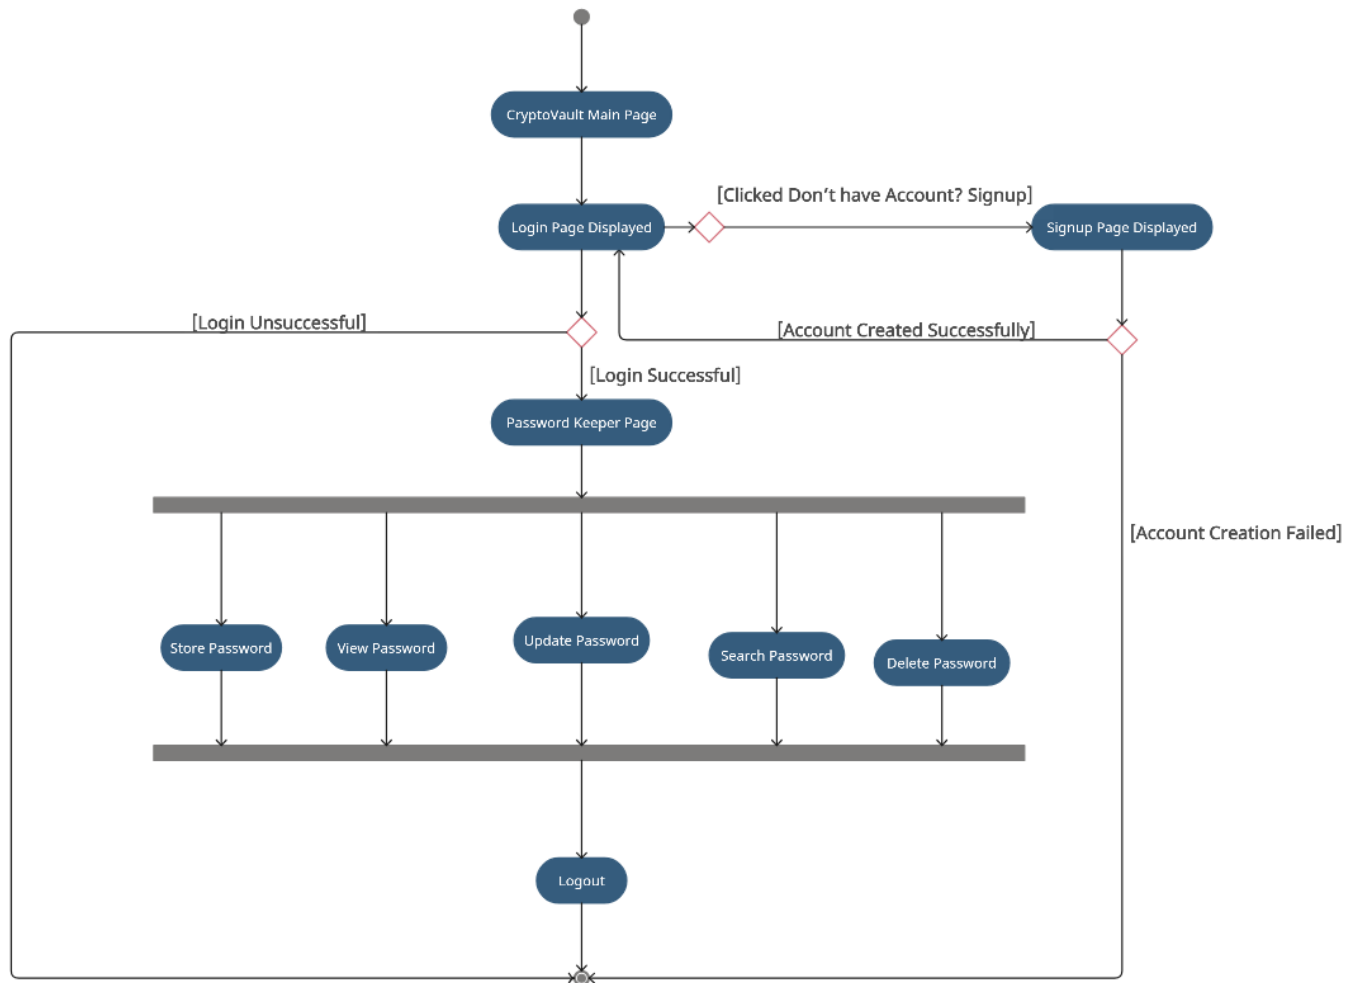 CryptoVault Main Page
[Clicked Don't have Account? Signup]
Login Page Displayed
Signup Page Displayed
[Login Unsuccessful]
[Account Created Successfully]
[Login Successful]
Password Keeper Page
[Account Creation Failed]
Store Password
View Password
Update Password
Search Password
Delete Password
Logout